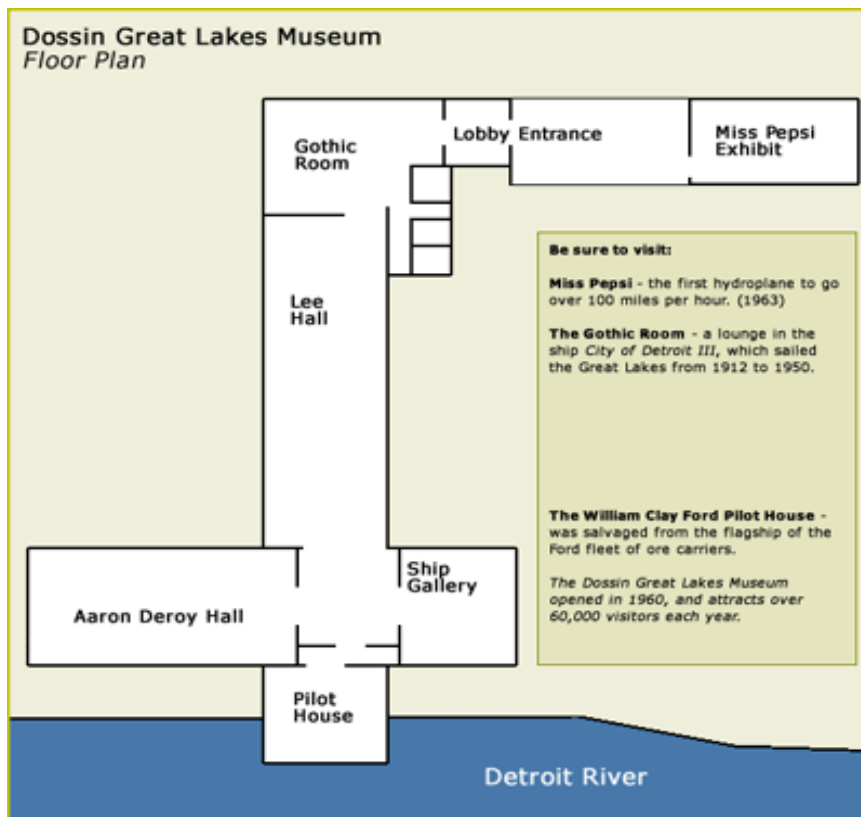 Dossin Great Lakes Museum
Floor Plan
Gothic
Room
Lobby Entrance
Miss Pepsi
Exhibit
Lee
Hall
Be sure to visit:
Miss Pepsi - the first hydroplane to go
over 100 miles per hour. (1963)
The Gothic Room - a lounge in the
ship City of Detroit III, which sailed
the Great Lakes from 1912 to 1950.
The William Clay Ford Pilot House -
was salvaged from the flagship of the
Ford fleet of ore carriers.
The Dossin Great Lakes Museum
opened in 1960, and attracts over
60,000 visitors each year.
Ship
Gallery
Aaron Deroy Hall
Pilot
House
Detroit River